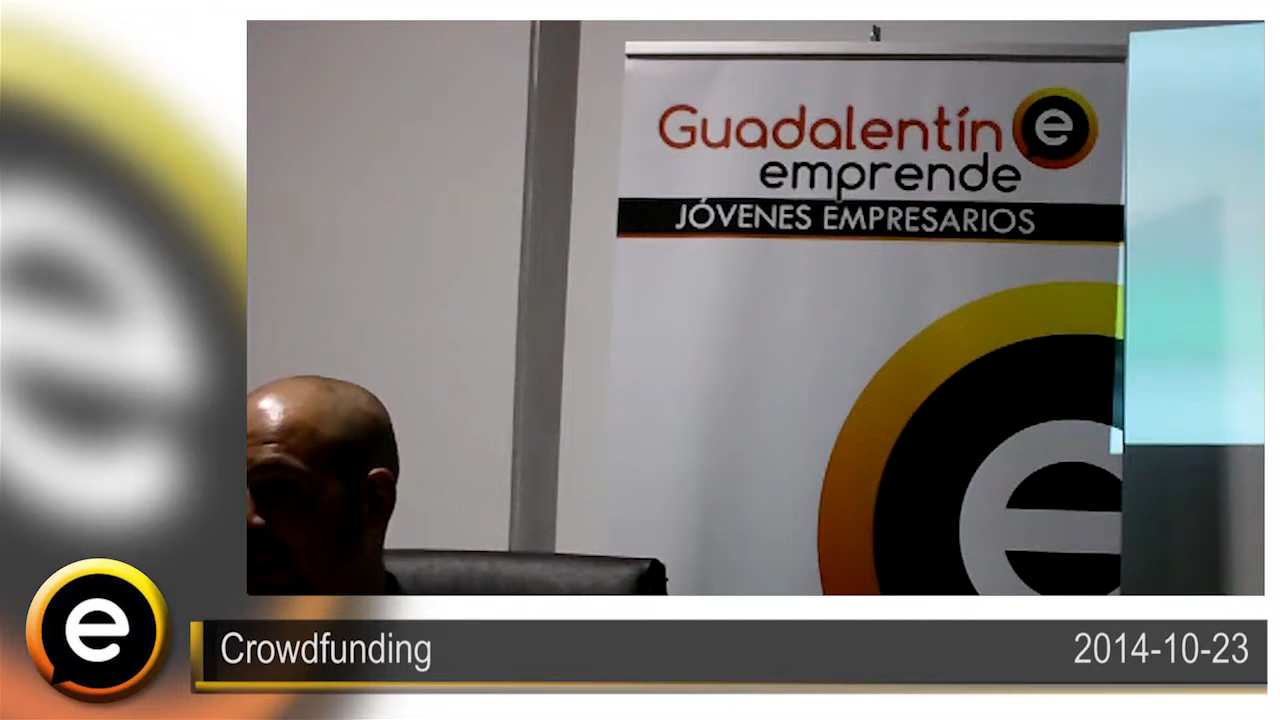 Guadalentín e
emprende
JÓVENES EMPRESARIOS
e
e
e
Crowdfunding
2014-10-23